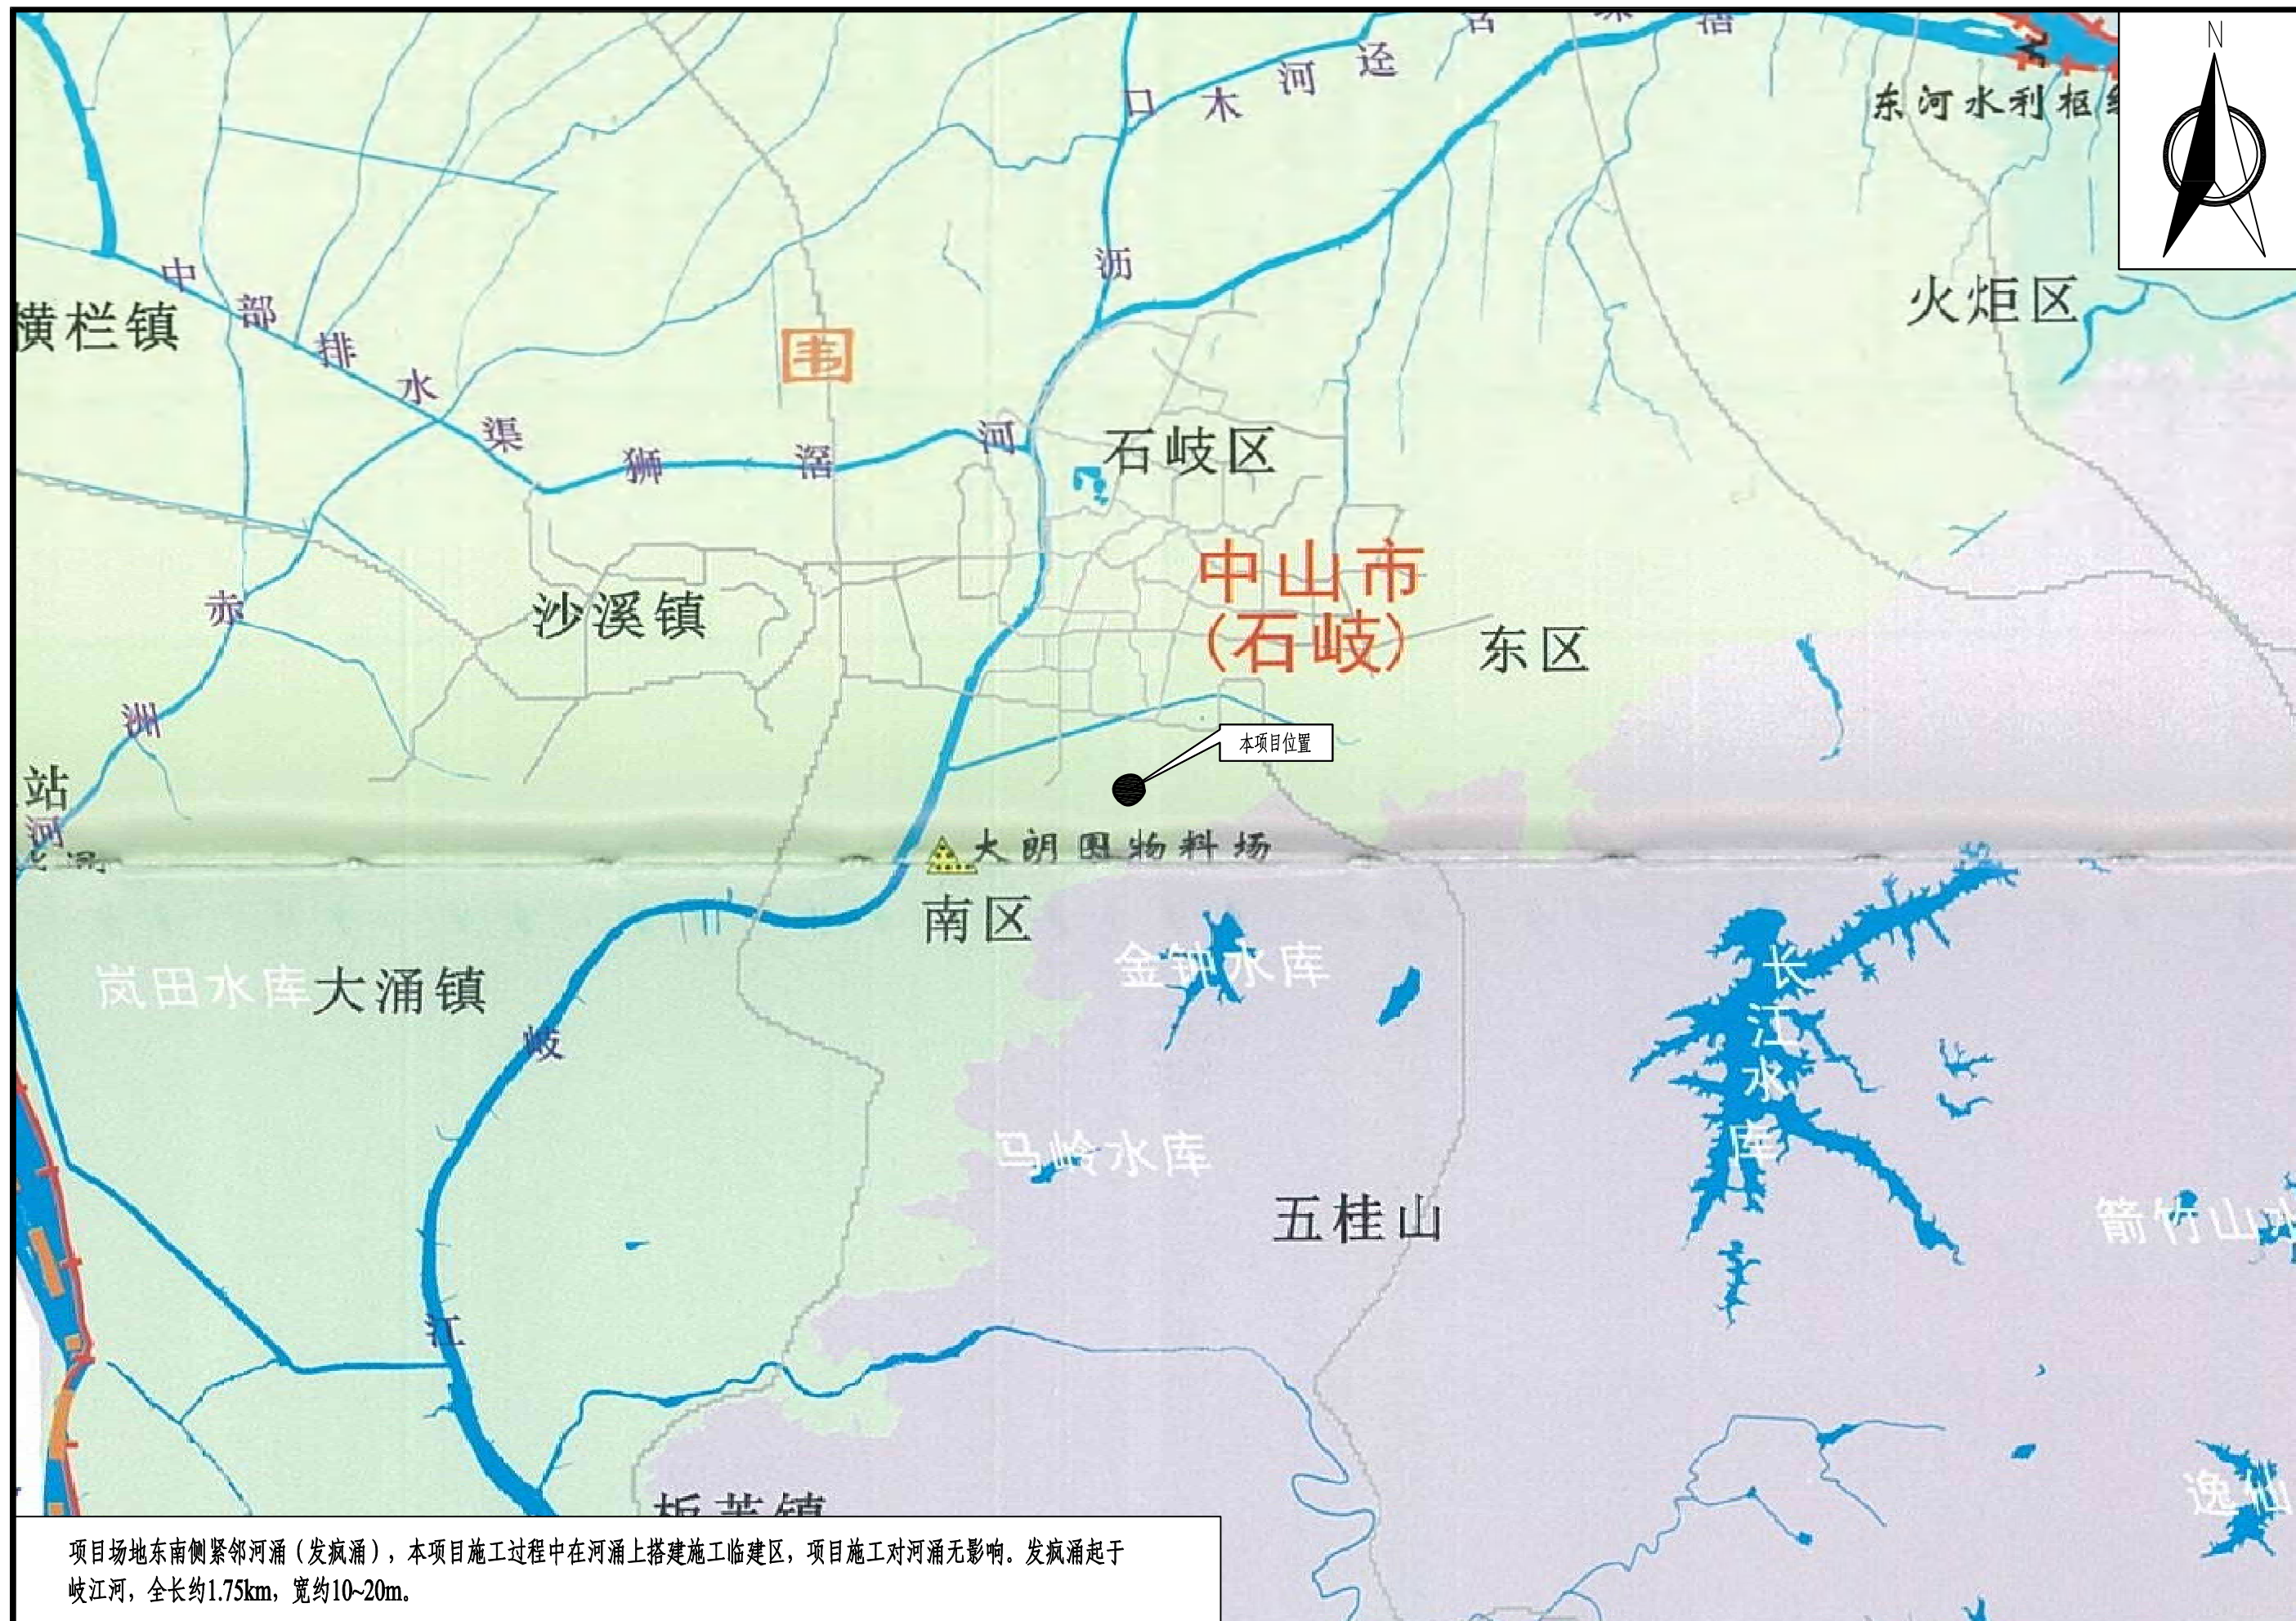 N
口木河迳
东河水利枢
沥
中部排水渠
横栏镇
火炬区
围
狮滘河
石岐区
中山市
(石岐)
沙溪镇
东区
赤洲河
本项目位置
站
大朗围物料场
南区
岚田水库
大涌镇
金钟水库
长江水库
岐江
马岭水库
五桂山
箭竹山水
逸仙
板芙镇
项目场地东南侧紧邻河涌（发疯涌），本项目施工过程中在河涌上搭建施工临建区，项目施工对河涌无影响。发疯涌起于
岐江河，全长约1.75km，宽约10~20m。